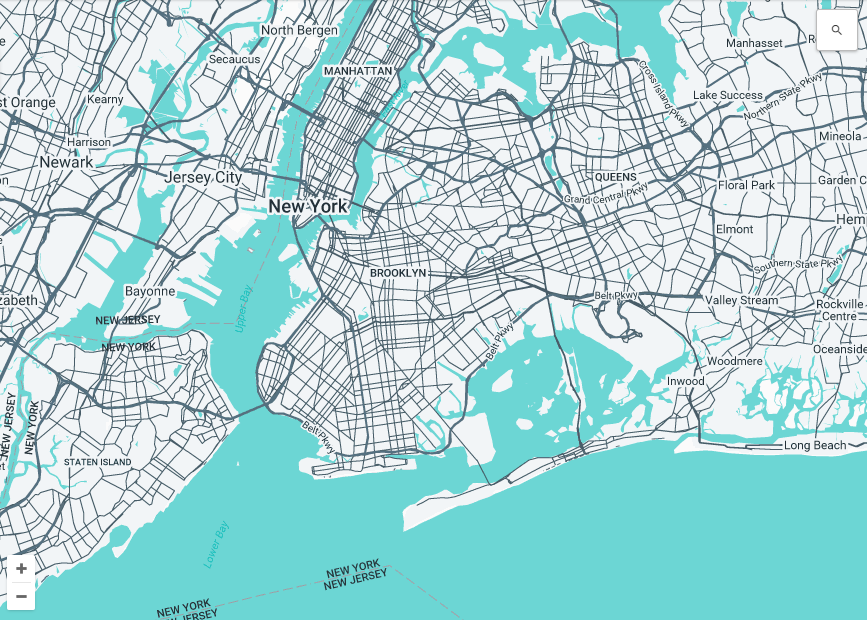 North Bergen
Secaucus
MANHATTAN
Manhasset
Cross Island Pkwy
st Orange
Kearny
Lake Success
Northern State Pkwy
Harrison
Mineola
Newark
Jersey City
QUEENS
Floral Park
Garden C
Grand Central Pkwy
New York
Hem
Elmont
BROOKLYN
Southern State Pkwy
zabeth
Bayonne
Upper Bay
Belt Pkwy
Valley Stream
Rockville
Centre
NEW JERSEY
NEW YORK
Belt Pkwy
Oceanside
Woodmere
Inwood
NEW JERSEY
NEW YORK
Belt Pkwy
Long Beach
STATEN ISLAND
Lower Bay
NEW YORK
NEW JERSEY
NEW YORK
W JERSEY
+
−